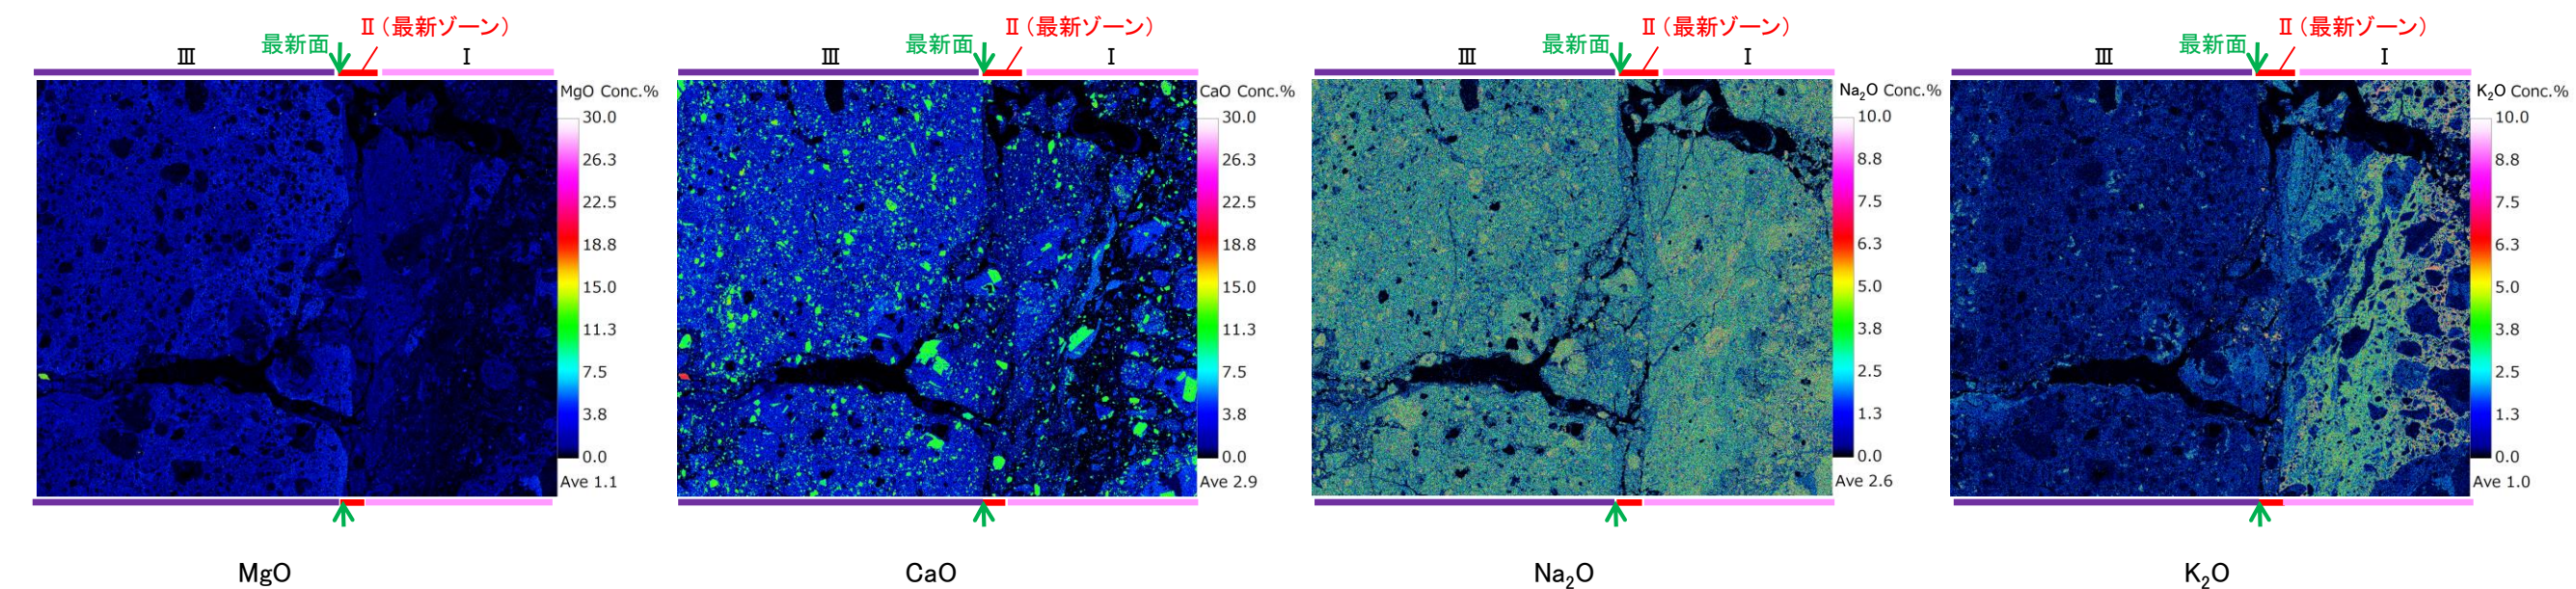 Ⅲ 最新面 Ⅱ(最新ゾーン) Ⅰ
MgO Conc.%
30.0
26.3
22.5
18.8
15.0
11.3
7.5
3.8
0.0
Ave 1.1
MgO
Ⅲ 最新面 Ⅱ(最新ゾーン) Ⅰ
CaO Conc.%
30.0
26.3
22.5
18.8
15.0
11.3
7.5
3.8
0.0
Ave 2.9
CaO
Ⅲ 最新面 Ⅱ(最新ゾーン) Ⅰ
Na₂O Conc.%
10.0
8.8
7.5
6.3
5.0
3.8
2.5
1.3
0.0
Ave 2.6
Na₂O
Ⅲ 最新面 Ⅱ(最新ゾーン) Ⅰ
K₂O Conc.%
10.0
8.8
7.5
6.3
5.0
3.8
2.5
1.3
0.0
Ave 1.0
K₂O